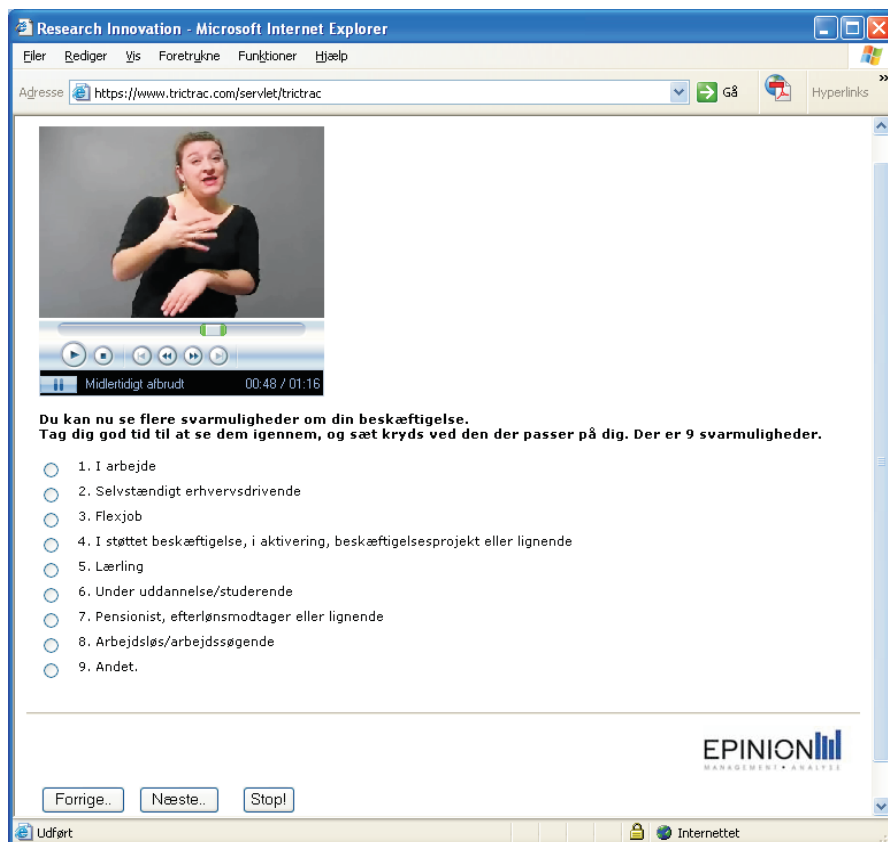 Research Innovation - Microsoft Internet Explorer
Filer Rediger Vis Foretrykne Funktioner Hjælp
Adresse https://www.trictrac.com/servlet/trictrac Gå Hyperlinks »
Midlertidigt afbrudt 00:48 / 01:16
Du kan nu se flere svarmuligheder om din beskæftigelse.
Tag dig god tid til at se dem igennem, og sæt kryds ved den der passer på dig. Der er 9 svarmuligheder.
1. I arbejde
2. Selvstændigt erhvervsdrivende
3. Flexjob
4. I støttet beskæftigelse, i aktivering, beskæftigelsesprojekt eller lignende
5. Lærling
6. Under uddannelse/studerende
7. Pensionist, efterlønsmodtager eller lignende
8. Arbejdsløs/arbejdssøgende
9. Andet.
EPINION
MANAGEMENT • ANALYSE
Forrige.. Næste.. Stop!
Udført Internettet